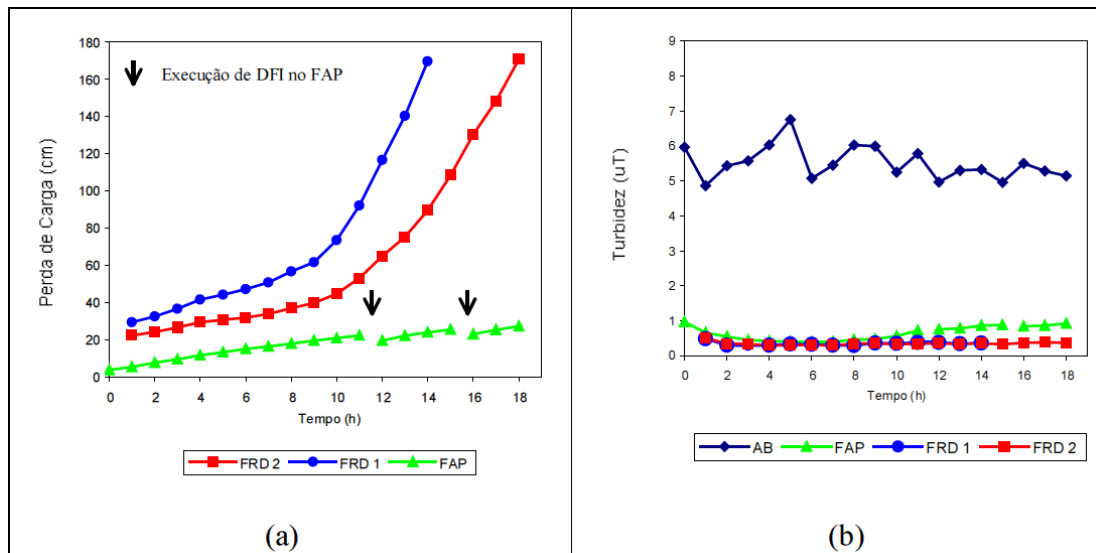 180
160
140
120
100
80
60
40
20
0
Perda de Carga (cm)
Execução de DFI no FAP
0 2 4 6 8 10 12 14 16 18
Tempo (h)
FRD 2 FRD 1 FAP
(a)
9
8
7
6
5
4
3
2
1
0
Turbidez (uT)
0 2 4 6 8 10 12 14 16 18
Tempo (h)
AB FAP FRD 1 FRD 2
(b)